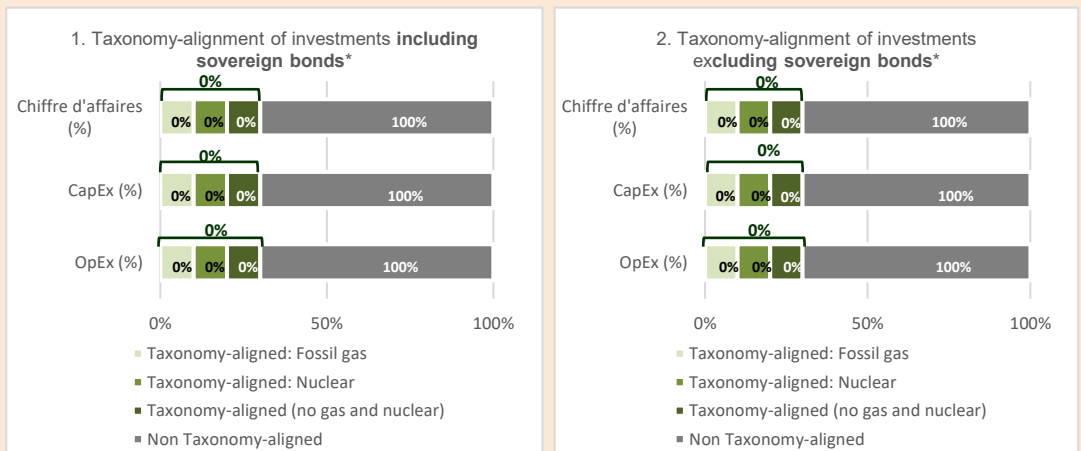 1. Taxonomy-alignment of investments including
sovereign bonds*
0%
Chiffre d'affaires
(%)
0% 0% 0% 100%
0%
CapEx (%)
0% 0% 0% 100%
0%
OpEx (%)
0% 0% 0% 100%
0% 50% 100%
Taxonomy-aligned: Fossil gas
Taxonomy-aligned: Nuclear
Taxonomy-aligned (no gas and nuclear)
Non Taxonomy-aligned
2. Taxonomy-alignment of investments
excluding sovereign bonds*
0%
Chiffre d'affaires
(%)
0% 0% 0% 100%
0%
CapEx (%)
0% 0% 0% 100%
0%
OpEx (%)
0% 0% 0% 100%
0% 50% 100%
Taxonomy-aligned: Fossil gas
Taxonomy-aligned: Nuclear
Taxonomy-aligned (no gas and nuclear)
Non Taxonomy-aligned